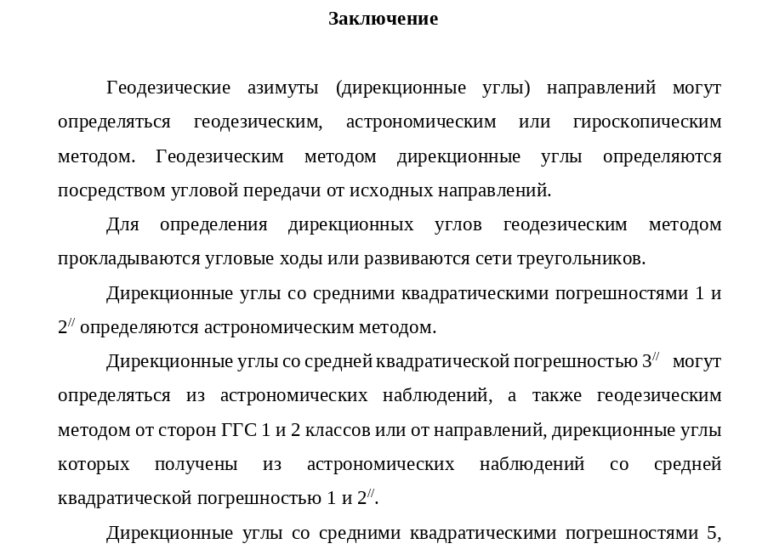 Заключение
Геодезические азимуты (дирекционные углы) направлений могут
определяться геодезическим, астрономическим или гироскопическим
методом. Геодезическим методом дирекционные углы определяются
посредством угловой передачи от исходных направлений.
Для определения дирекционных углов геодезическим методом
прокладываются угловые ходы или развиваются сети треугольников.
Дирекционные углы со средними квадратическими погрешностями 1 и
2// определяются астрономическим методом.
Дирекционные углы со средней квадратической погрешностью 3// могут
определяться из астрономических наблюдений, а также геодезическим
методом от сторон ГГС 1 и 2 классов или от направлений, дирекционные углы
которых получены из астрономических наблюдений со средней
квадратической погрешностью 1 и 2//.
Дирекционные углы со средними квадратическими погрешностями 5,